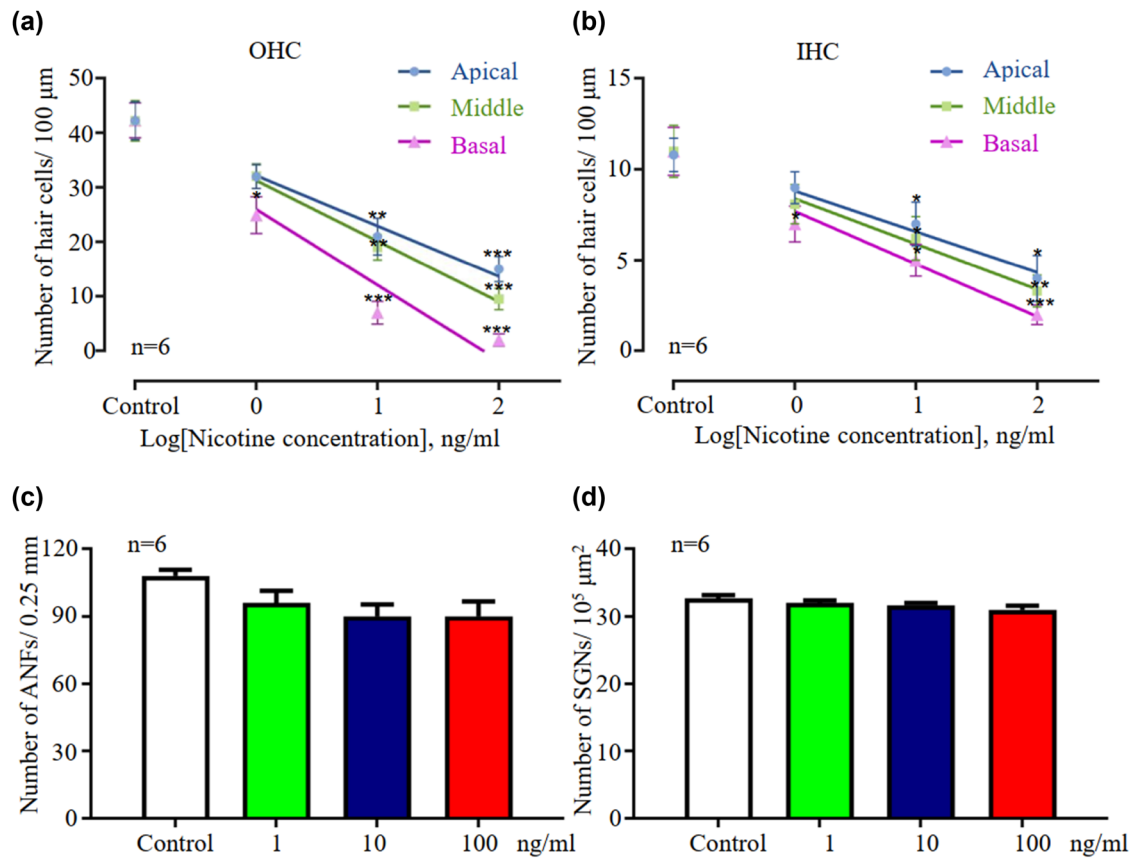 (a)
OHC
Apical
Middle
Basal
Number of hair cells/ 100 μm
50
40
30
20
10
0
*
**
**
***
***
***
***
n=6
Control
0
1
2
Log[Nicotine concentration], ng/ml
(b)
IHC
Apical
Middle
Basal
Number of hair cells/ 100 μm
15
10
5
0
*
*
*
*
*
**
***
n=6
Control
0
1
2
Log[Nicotine concentration], ng/ml
(c)
n=6
Number of ANFs/ 0.25 mm
120
90
60
30
0
Control
1
10
100
ng/ml
(d)
n=6
Number of SGNs/ 10⁵ μm²
40
30
20
10
0
Control
1
10
100
ng/ml